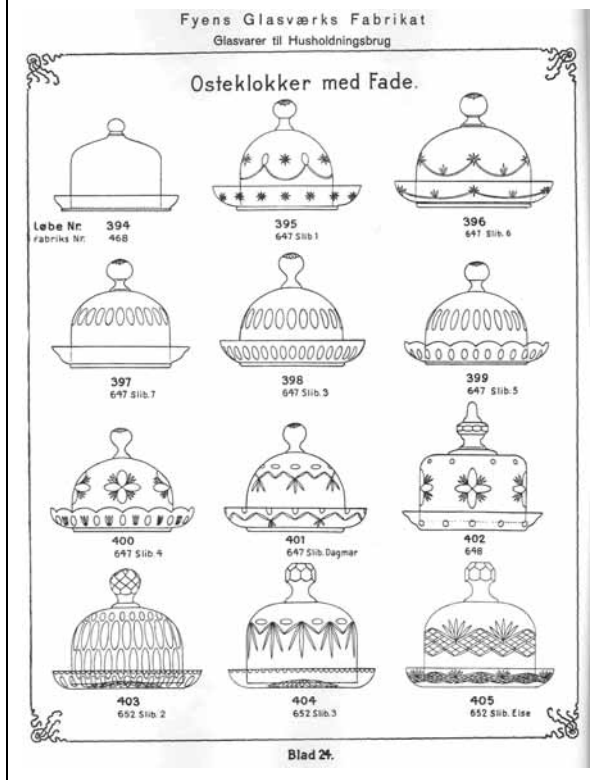 Fyens Glasværks Fabrikat
Glasvarer til Husholdningsbrug
Osteklokker med Fade.
Løbe Nr. 394
Fabriks Nr. 468
395
647 Slib 1
396
647 Slib. 6
397
647 Slib. 7
398
647 Slib. 3
399
647 Slib. 5
400
647 Slib. 4
401
647 Slib. Dagmar
402
648
403
652 Slib. 2
404
652 Slib. 3
405
652 Slib. Else
Blad 24.